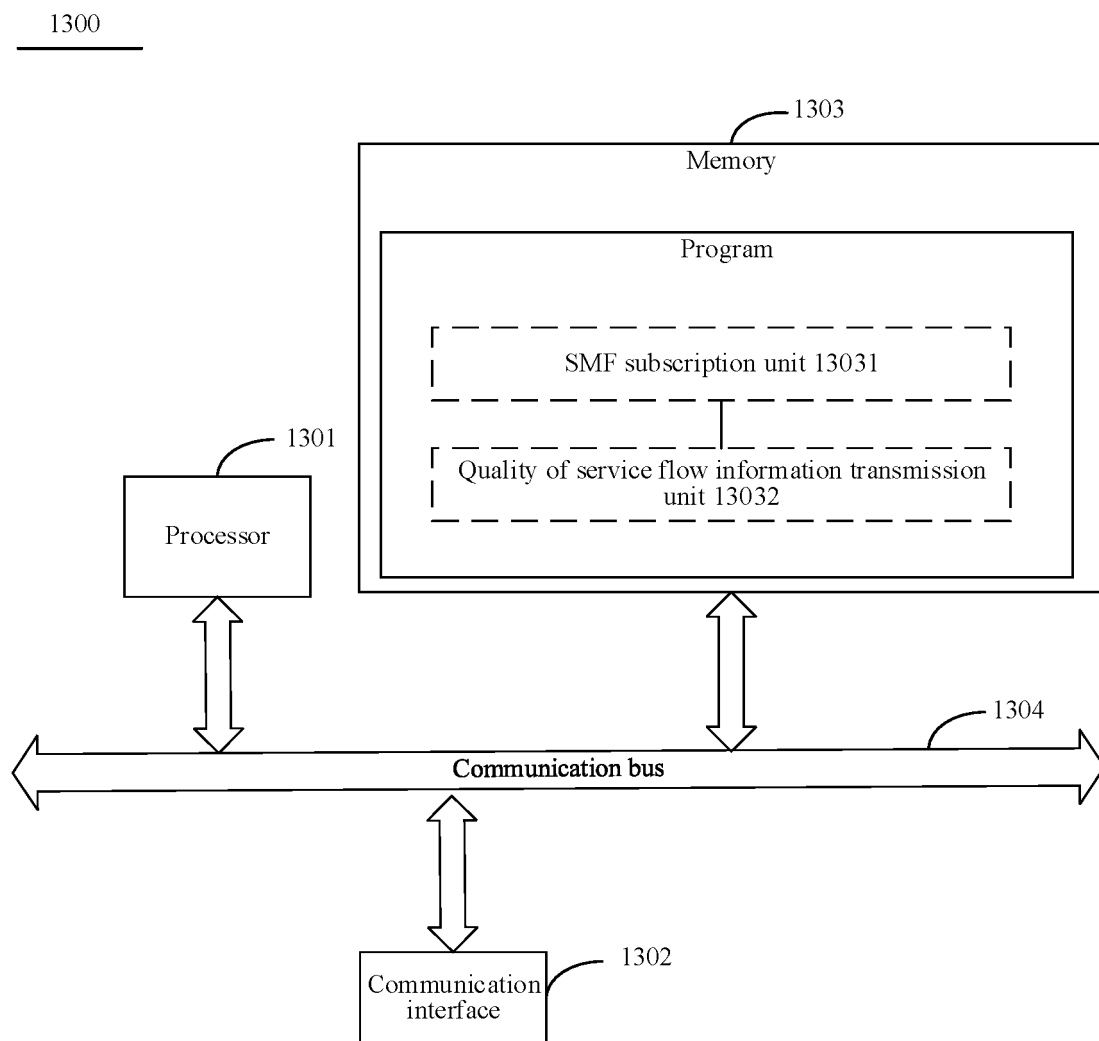 1300
1303
Memory
Program
SMF subscription unit 13031
1301
Quality of service flow information transmission
unit 13032
Processor
1304
Communication bus
1302
Communication
interface